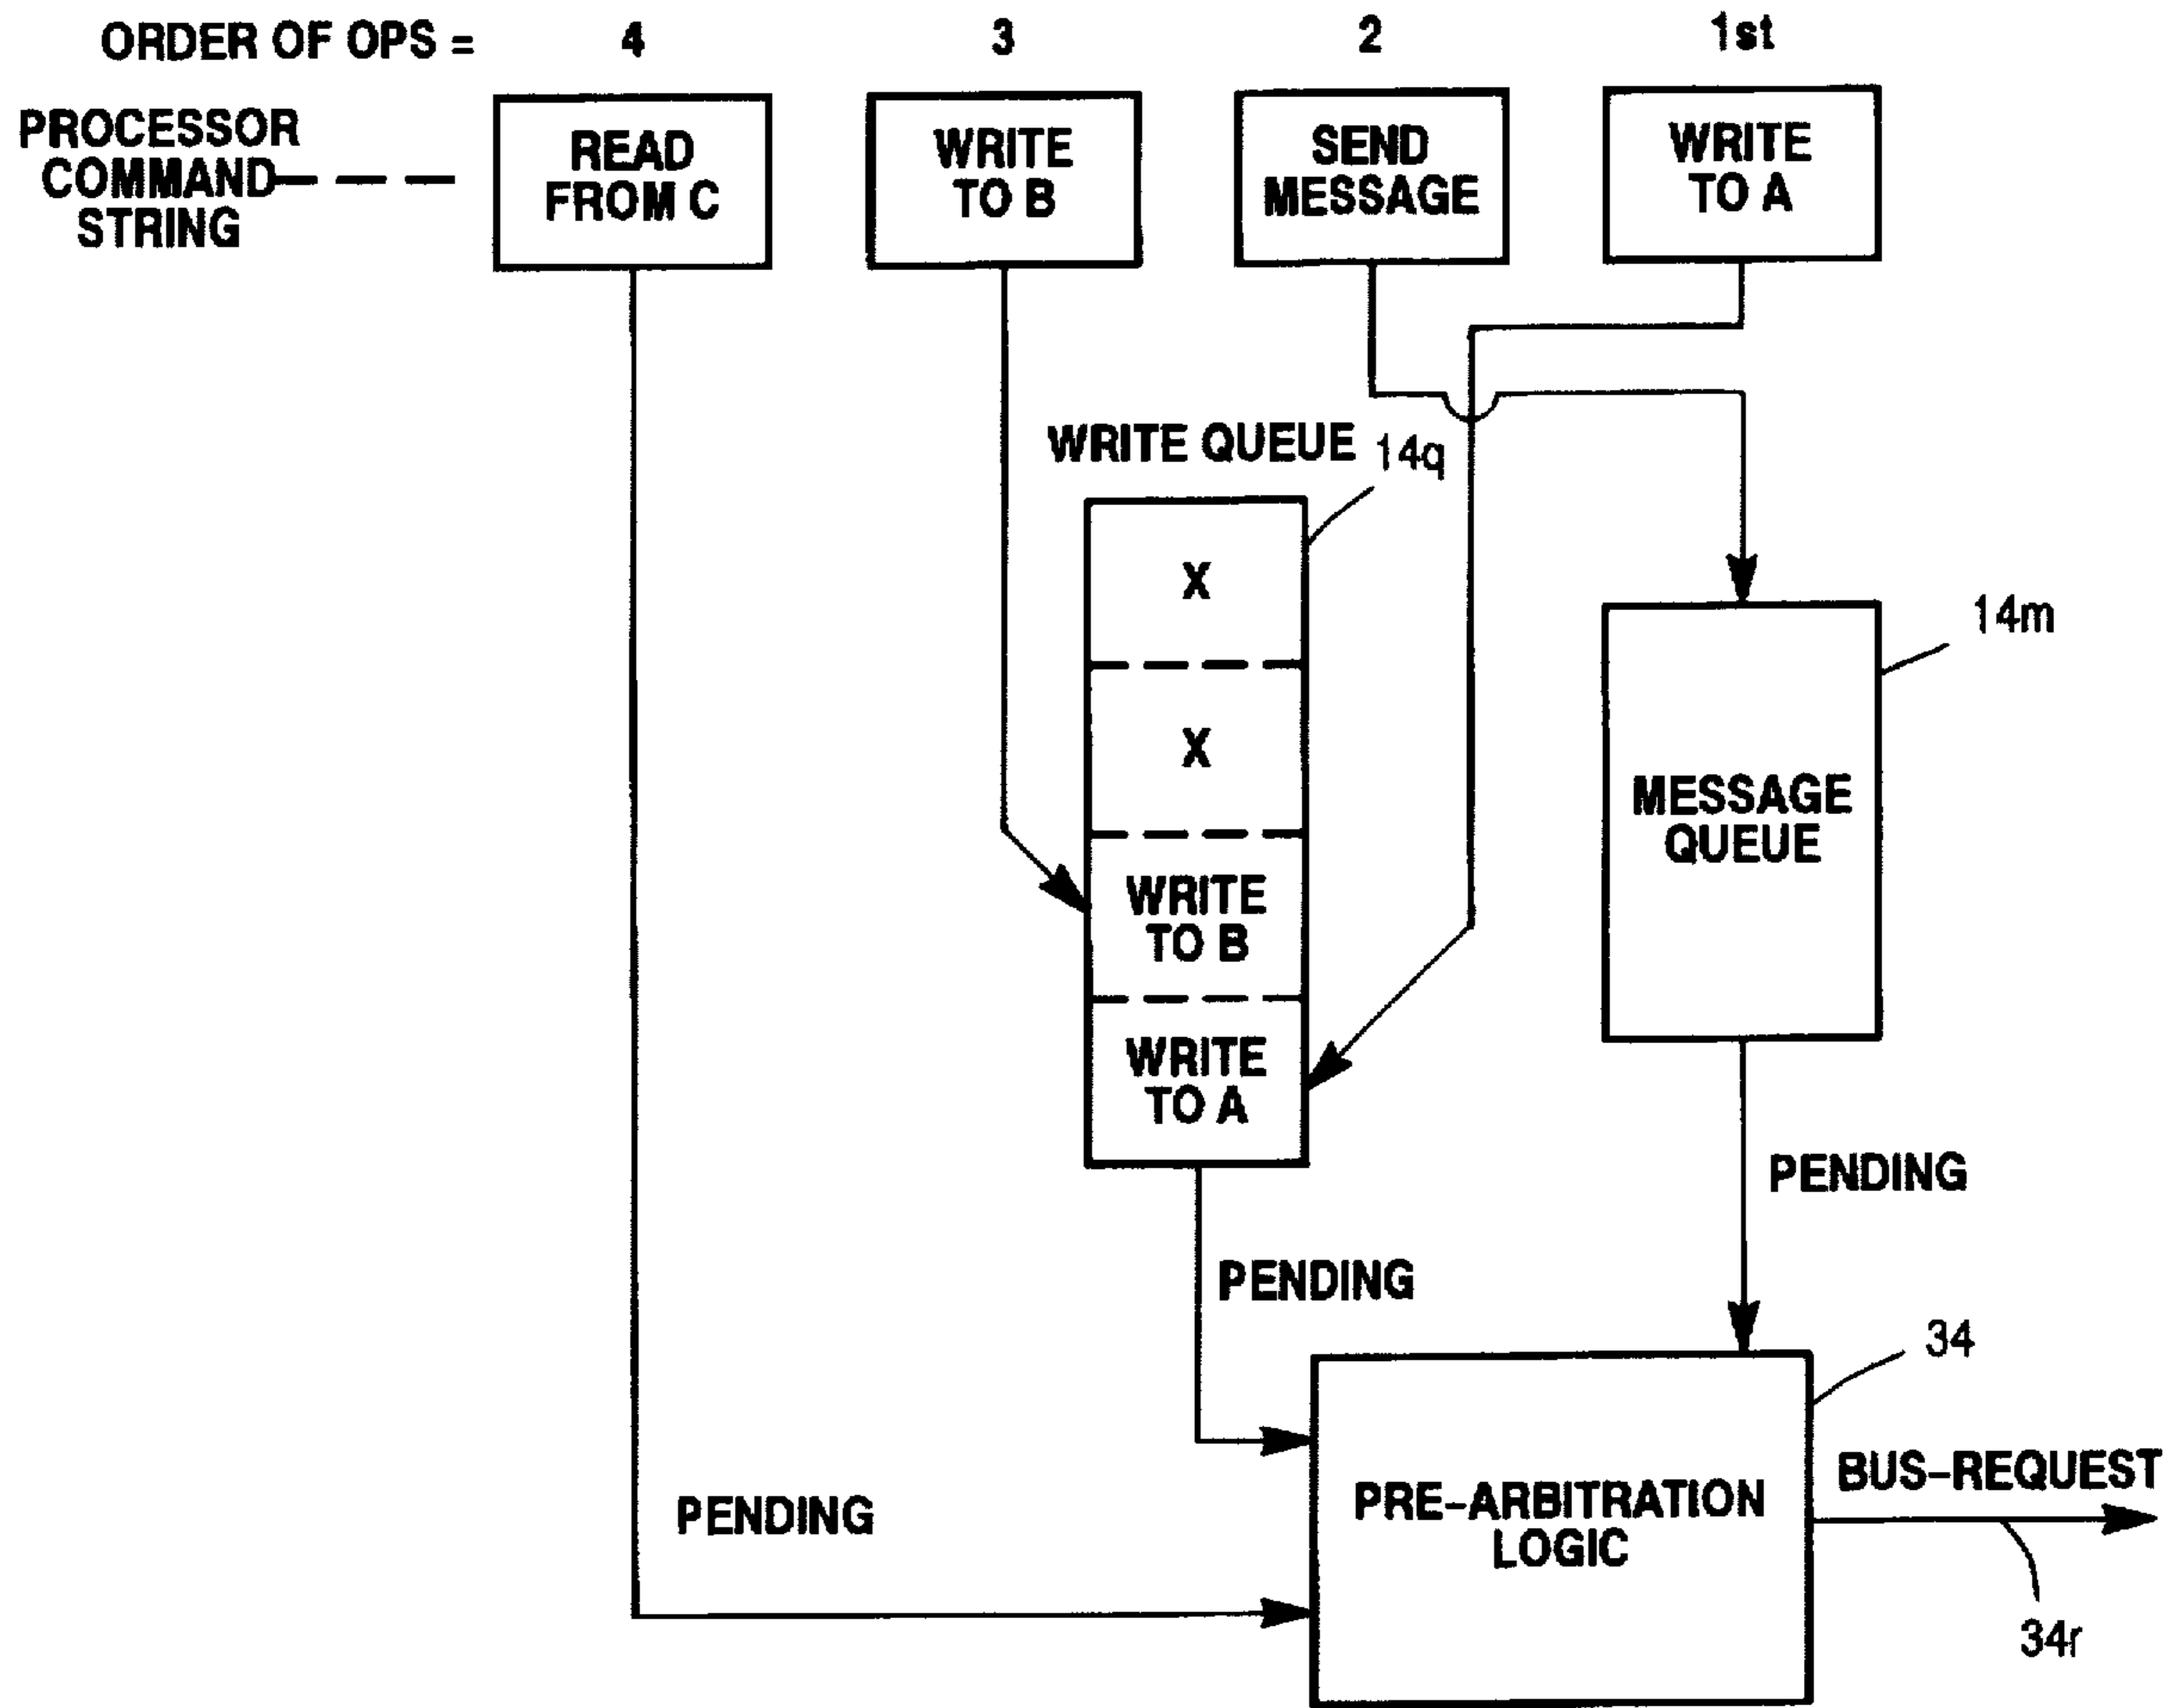 ORDER OF OPS = 4 3 2 1st
PROCESSOR
COMMAND
STRING
READ
FROM C
WRITE
TO B
SEND
MESSAGE
WRITE
TO A
WRITE QUEUE 14q
X
X
WRITE
TO B
WRITE
TO A
14m
MESSAGE
QUEUE
PENDING
PENDING
PENDING
34
PRE-ARBITRATION
LOGIC
BUS-REQUEST
34r